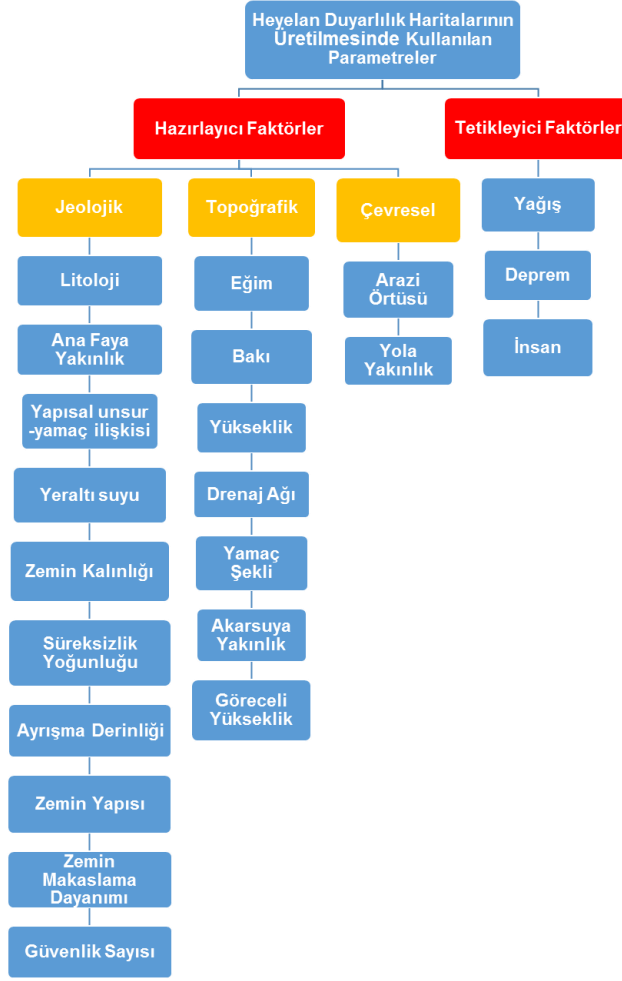 Heyelan Duyarlılık Haritalarının
Üretilmesinde Kullanılan
Parametreler
Hazırlayıcı Faktörler
Tetikleyici Faktörler
Jeolojik
Litoloji
Ana Faya
Yakınlık
Yapısal unsur
-yamaç ilişkisi
Yeraltı suyu
Zemin Kalınlığı
Süreksizlik
Yoğunluğu
Ayrışma Derinliği
Zemin Yapısı
Zemin
Makaslama
Dayanımı
Güvenlik Sayısı
Topoğrafik
Eğim
Bakı
Yükseklik
Drenaj Ağı
Yamaç
Şekli
Akarsuya
Yakınlık
Göreceli
Yükseklik
Çevresel
Arazi
Örtüsü
Yola
Yakınlık
Yağış
Deprem
İnsan